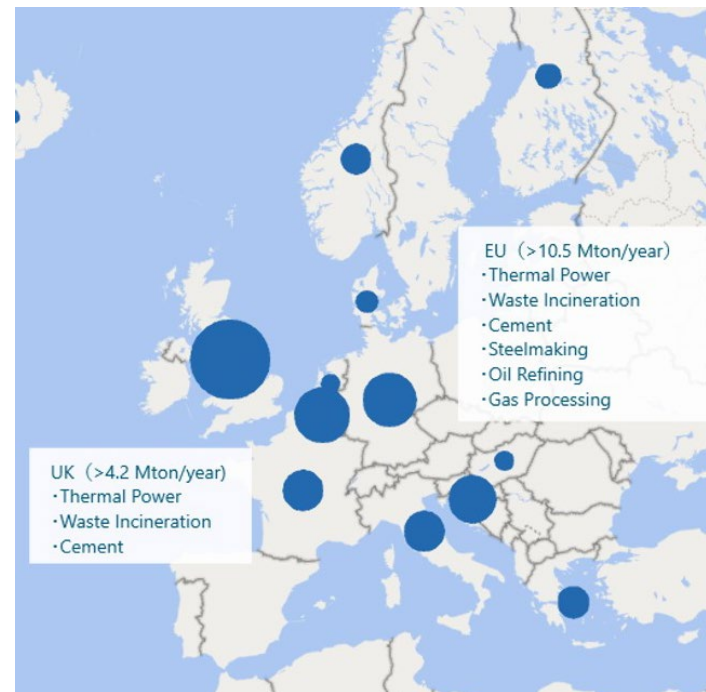 EU（>10.5 Mton/year）
・Thermal Power
・Waste Incineration
・Cement
・Steelmaking
・Oil Refining
・Gas Processing
UK（>4.2 Mton/year)
・Thermal Power
・Waste Incineration
・Cement